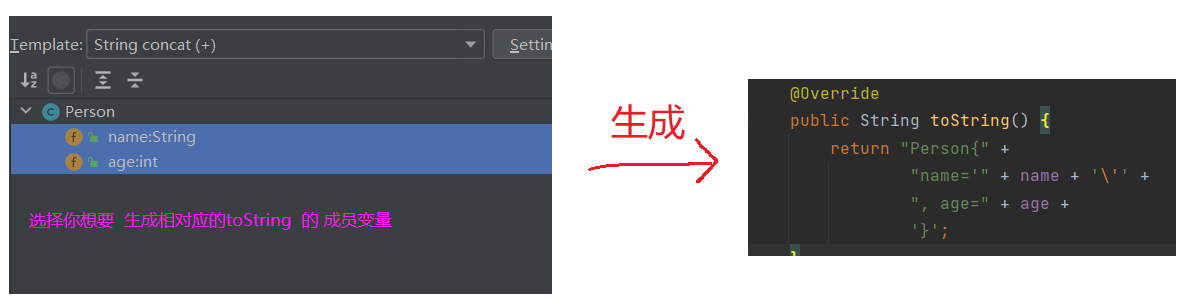 Template: String concat (+) Settin
Person
name:String
age:int
选择你想要 生成相对应的toString 的 成员变量
生成
@Override
public String toString() {
return "Person{" +
"name='" + name + '\'' +
", age=" + age +
'}';
}